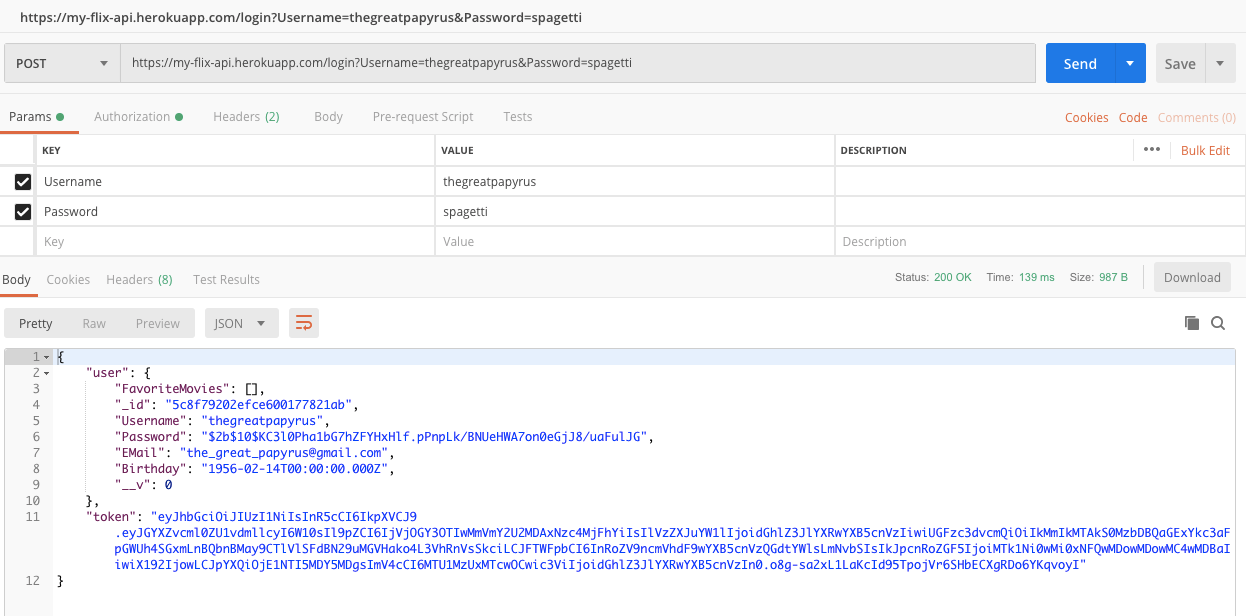 https://my-flix-api.herokuapp.com/login?Username=thegreatpapyrus&Password=spagetti
POST https://my-flix-api.herokuapp.com/login?Username=thegreatpapyrus&Password=spagetti Send Save
Params Authorization Headers (2) Body Pre-request Script Tests Cookies Code Comments (0)
KEY VALUE DESCRIPTION ••• Bulk Edit
Username thegreatpapyrus
Password spagetti
Key Value Description
Body Cookies Headers (8) Test Results Status: 200 OK Time: 139 ms Size: 987 B Download
Pretty Raw Preview JSON
1 {
2 "user": {
3 "FavoriteMovies": [],
4 "_id": "5c8f79202efce600177821ab",
5 "Username": "thegreatpapyrus",
6 "Password": "$2b$10$KC3l0Pha1bG7hZFYHxHlf.pPnpLk/BNUeHWA7on0eGjJ8/uaFulJG",
7 "EMail": "the_great_papyrus@gmail.com",
8 "Birthday": "1956-02-14T00:00:00.000Z",
9 "__v": 0
10 },
11 "token": "eyJhbGciOiJIUzI1NiIsInR5cCI6IkpXVCJ9
.eyJGYXZvcml0ZU1vdmllcyI6W10sIl9pZCI6IjVjOGY3OTIwMmVmY2U2MDAxNzc4MjFhYiIsIlVzZXJuYW1lIjoidGhlZ3JlYXRwYXB5cnVzIiwiUGFzc3dvcmQiOiIkMmIkMTAkS0MzbDBQaGExYkc3aF
pGWUh4SGxmLnBQbnBMay9CTlVlSFdBN29uMGVHako4L3VhRnVsSkciLCJFTWFpbCI6InRoZV9ncmVhdF9wYXB5cnVzQGdtYWlsLmNvbSIsIkJpcnRoZGF5IjoiMTk1Ni0wMi0xNFQwMDowMDowMC4wMDBaI
iwiX192IjowLCJpYXQiOjE1NTI5MDY5MDgsImV4cCI6MTU1MzUxMTcwOCwic3ViIjoidGhlZ3JlYXRwYXB5cnVzIn0.o8g-sa2xL1LaKcId95TpojVr6SHbECXgRDo6YKqvoyI"
12 }